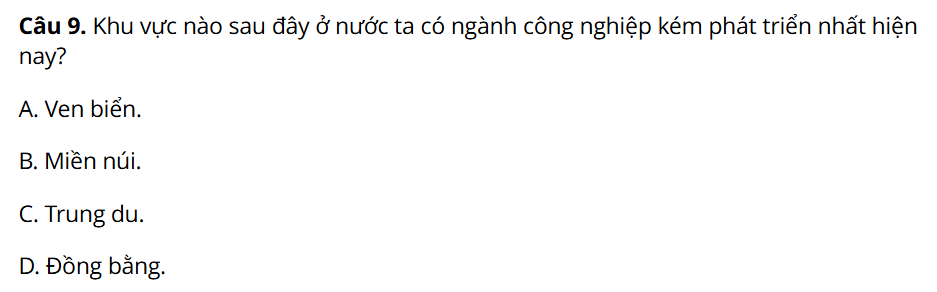 Câu 9. Khu vực nào sau đây ở nước ta có ngành công nghiệp kém phát triển nhất hiện
nay?
A. Ven biển.
B. Miền núi.
C. Trung du.
D. Đồng bằng.